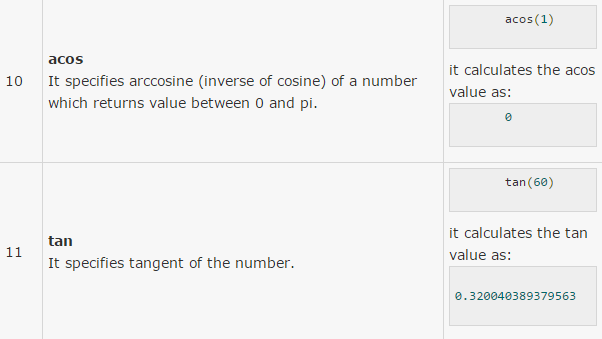 10
acos
It specifies arccosine (inverse of cosine) of a number
which returns value between 0 and pi.
acos(1)
it calculates the acos
value as:
0
11
tan
It specifies tangent of the number.
tan(60)
it calculates the tan
value as:
0.320040389379563